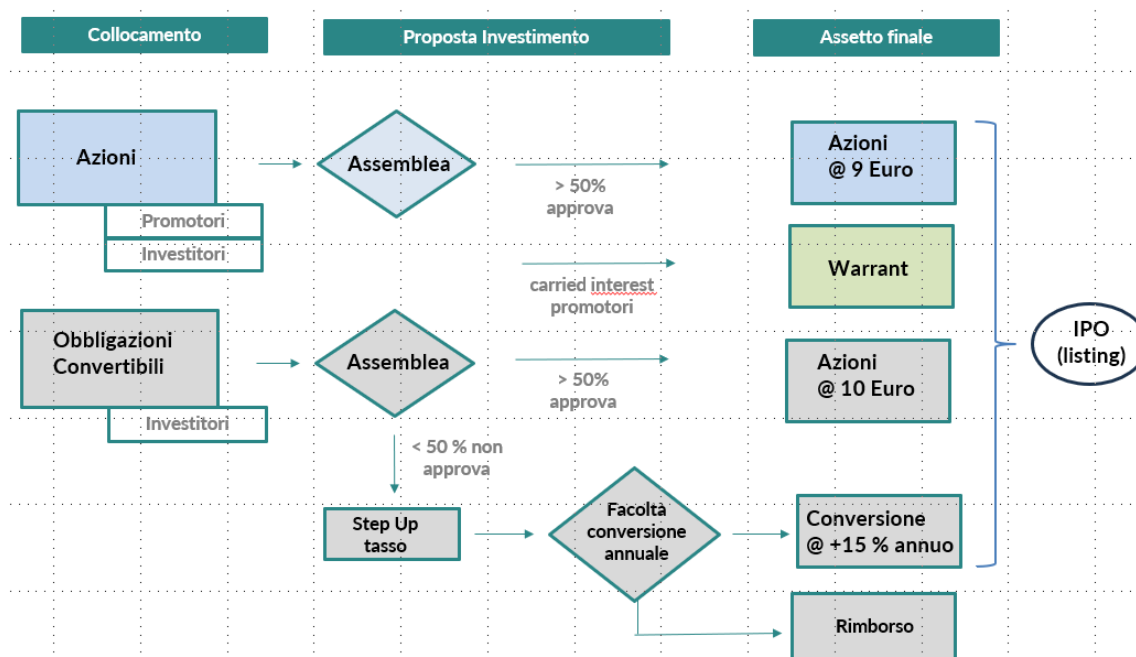 Collocamento
Proposta Investimento
Assetto finale
Azioni
Promotori
Investitori
Assemblea
> 50%
approva
Azioni
@ 9 Euro
carried interest
promotori
Warrant
Obbligazioni
Convertibili
Investitori
Assemblea
> 50%
approva
Azioni
@ 10 Euro
IPO
(listing)
< 50 % non
approva
Step Up
tasso
Facoltà
conversione
annuale
Conversione
@ +15 % annuo
Rimborso